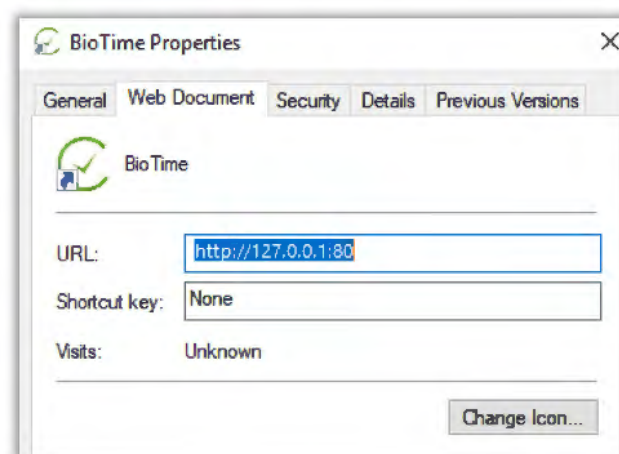 BioTime Properties
General Web Document Security Details Previous Versions
BioTime
URL: http://127.0.0.1:80
Shortcut key: None
Visits: Unknown
Change Icon...